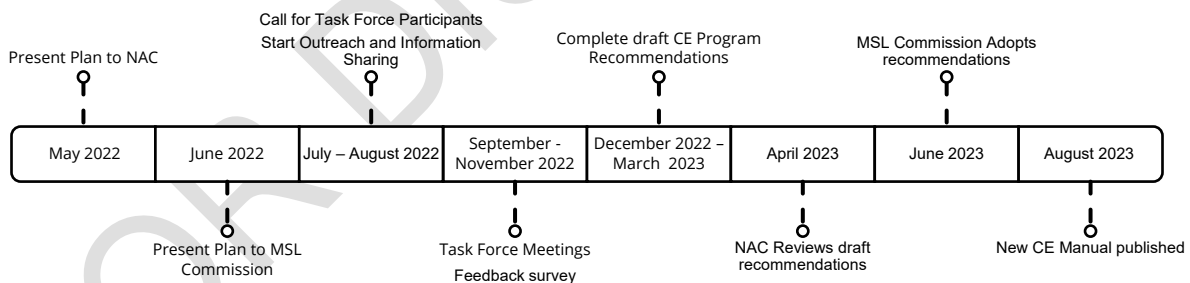 Call for Task Force Participants
Start Outreach and Information
Sharing
Present Plan to NAC
Complete draft CE Program
Recommendations
MSL Commission Adopts
recommendations
May 2022
June 2022
July – August 2022
September -
November 2022
December 2022 –
March 2023
April 2023
June 2023
August 2023
Present Plan to MSL
Commission
Task Force Meetings
Feedback survey
NAC Reviews draft
recommendations
New CE Manual published